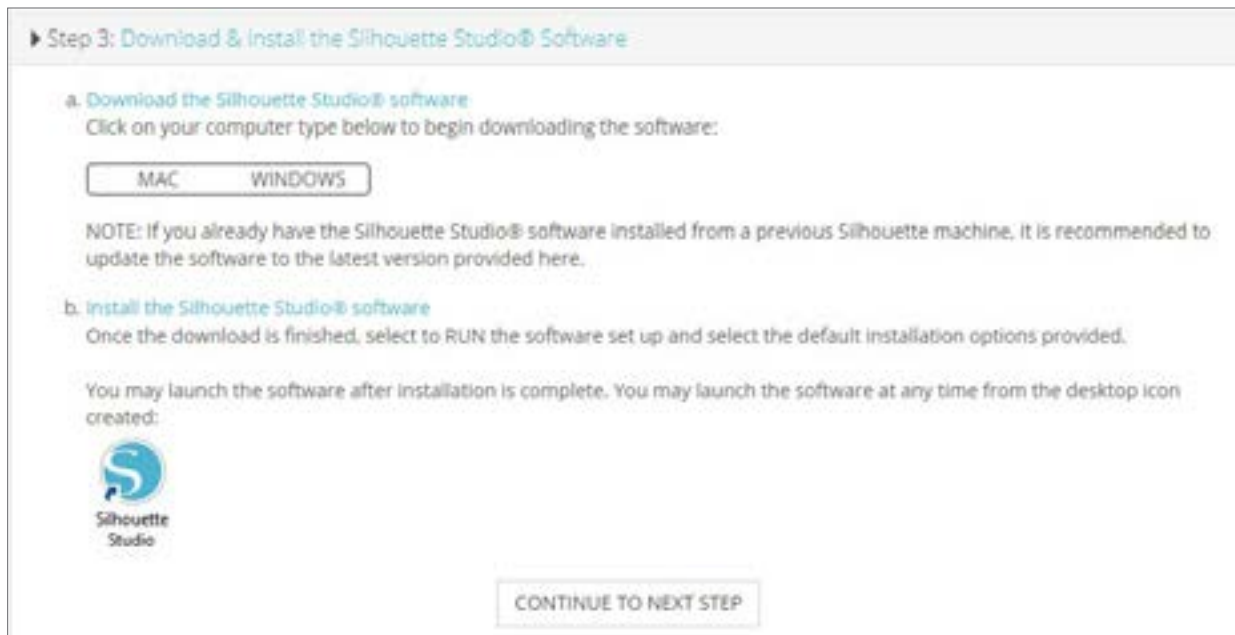 Step 3: Download & Install the Silhouette Studio® Software
a. Download the Silhouette Studio® software
Click on your computer type below to begin downloading the software:
MAC WINDOWS
NOTE: If you already have the Silhouette Studio® software installed from a previous Silhouette machine, it is recommended to
update the software to the latest version provided here.
b. Install the Silhouette Studio® software
Once the download is finished, select to RUN the software set up and select the default installation options provided.
You may launch the software after installation is complete. You may launch the software at any time from the desktop icon
created:
S
Silhouette
Studio
CONTINUE TO NEXT STEP